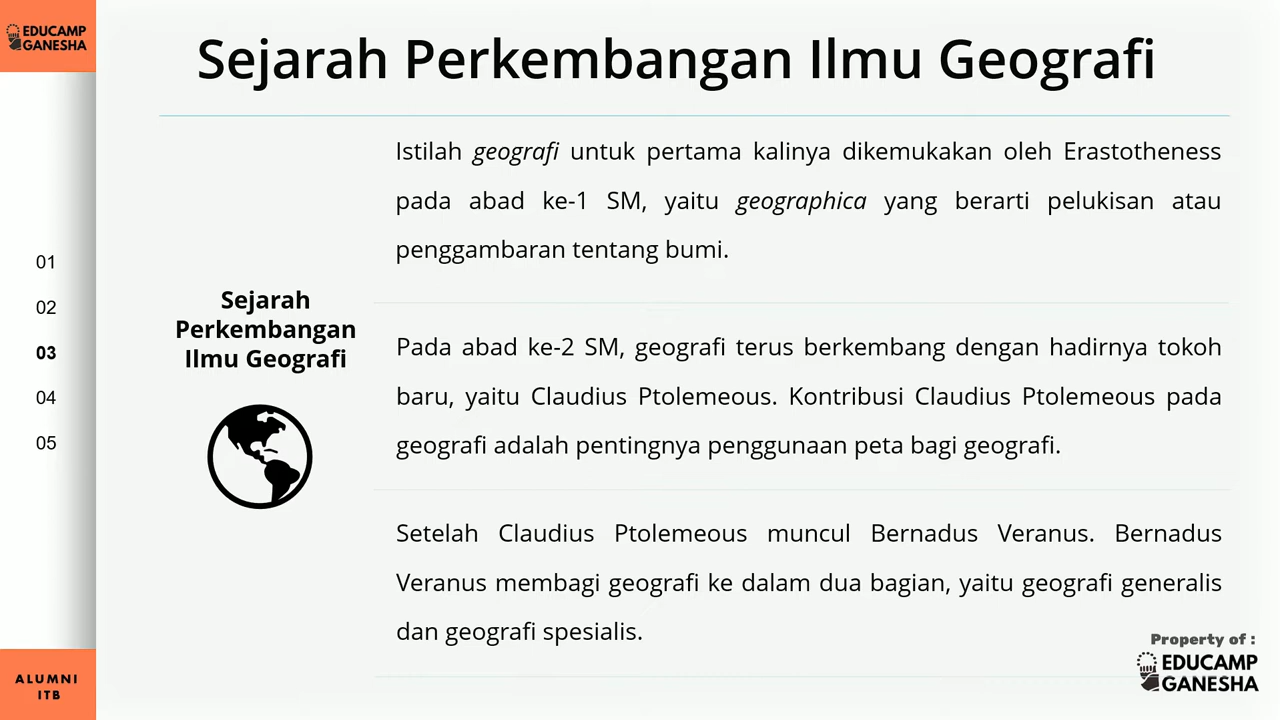 EDUCAMP
GANESHA
Sejarah Perkembangan Ilmu Geografi
01
02
03
04
05
Sejarah
Perkembangan
Ilmu Geografi
Istilah geografi untuk pertama kalinya dikemukakan oleh Erastotheness
pada abad ke-1 SM, yaitu geographica yang berarti pelukisan atau
penggambaran tentang bumi.
Pada abad ke-2 SM, geografi terus berkembang dengan hadirnya tokoh
baru, yaitu Claudius Ptolemeous. Kontribusi Claudius Ptolemeous pada
geografi adalah pentingnya penggunaan peta bagi geografi.
Setelah Claudius Ptolemeous muncul Bernadus Veranus. Bernadus
Veranus membagi geografi ke dalam dua bagian, yaitu geografi generalis
dan geografi spesialis.
ALUMNI
ITB
Property of :
EDUCAMP
GANESHA